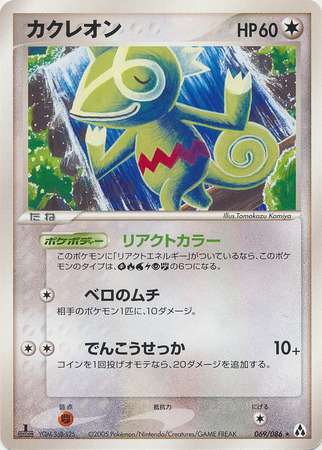 カクレオン HP60
たね
Illus.Tomokazu Komiya
ポケボディー リアクトカラー
このポケモンに「リアクトエネルギー」がついているなら、このポケ
モンのタイプは、の6つになる。
ベロのムチ
相手のポケモン1ぴきに、10ダメージ。
でんこうせっか 10+
コインを1回投げオモテなら、20ダメージを追加する。
弱点 抵抗力 にげる
1 EDITION ©2005 Pokémon/Nintendo/Creatures/GAME FREAK 069/086 ★